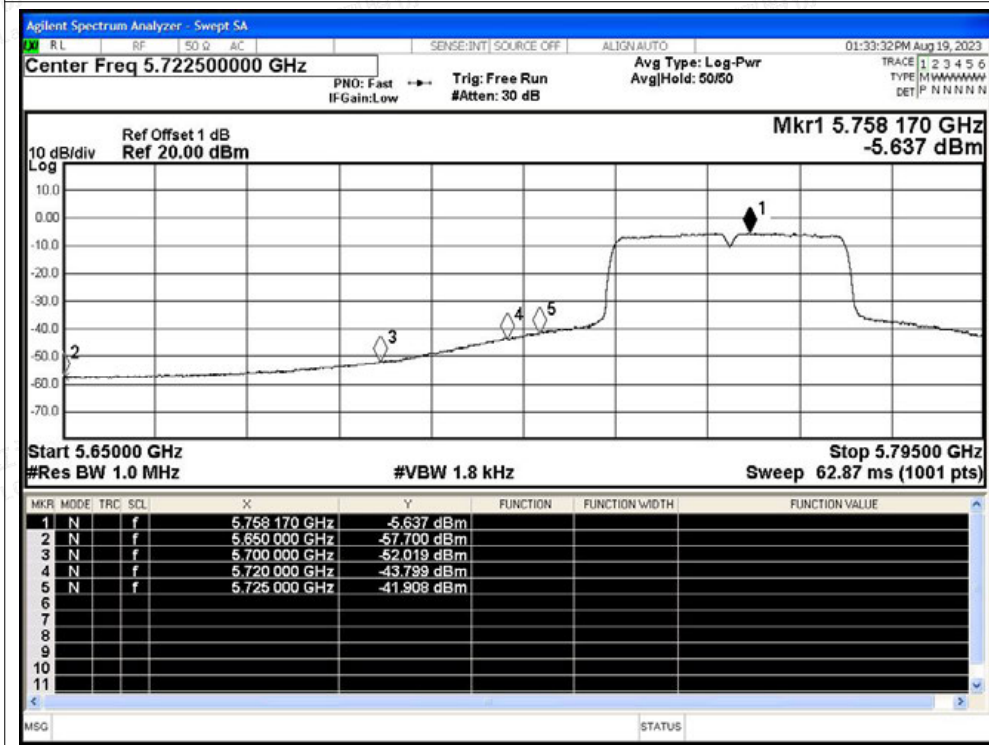 Agilent Spectrum Analyzer - Swept SA
RL RF 50 Ω AC SENSE:INT SOURCE OFF ALIGN AUTO 01:33:32 PM Aug 19, 2023
Center Freq 5.722500000 GHz Avg Type: Log-Pwr TRACE 1 2 3 4 5 6
PNO: Fast Trig: Free Run Avg|Hold: 50/50 TYPE M WWWWW
IFGain:Low #Atten: 30 dB DET P N N N N N
Mkr1 5.758 170 GHz
Ref Offset 1 dB
-5.637 dBm
10 dB/div Ref 20.00 dBm
Log
10.0
0.00
1
-10.0
-20.0
-30.0
4 5
-40.0
3
-50.0
2
-60.0
-70.0
Start 5.65000 GHz Stop 5.79500 GHz
#Res BW 1.0 MHz #VBW 1.8 kHz Sweep 62.87 ms (1001 pts)
MKR MODE TRC SCL X Y FUNCTION FUNCTION WIDTH FUNCTION VALUE
1 N f 5.758 170 GHz -5.637 dBm
2 N f 5.650 000 GHz -57.700 dBm
3 N f 5.700 000 GHz -52.019 dBm
4 N f 5.720 000 GHz -43.799 dBm
5 N f 5.725 000 GHz -41.908 dBm
6
7
8
9
10
11
MSG STATUS